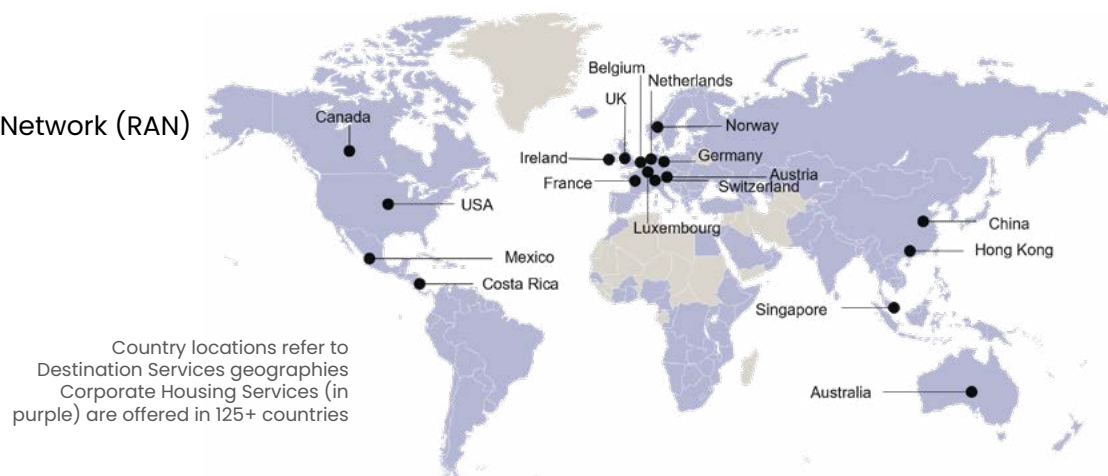 Network (RAN)
Canada
USA
Mexico
Costa Rica
Belgium
Netherlands
UK
Norway
Ireland
Germany
France
Austria
Switzerland
Luxembourg
China
Hong Kong
Singapore
Australia
Country locations refer to
Destination Services geographies
Corporate Housing Services (in
purple) are offered in 125+ countries